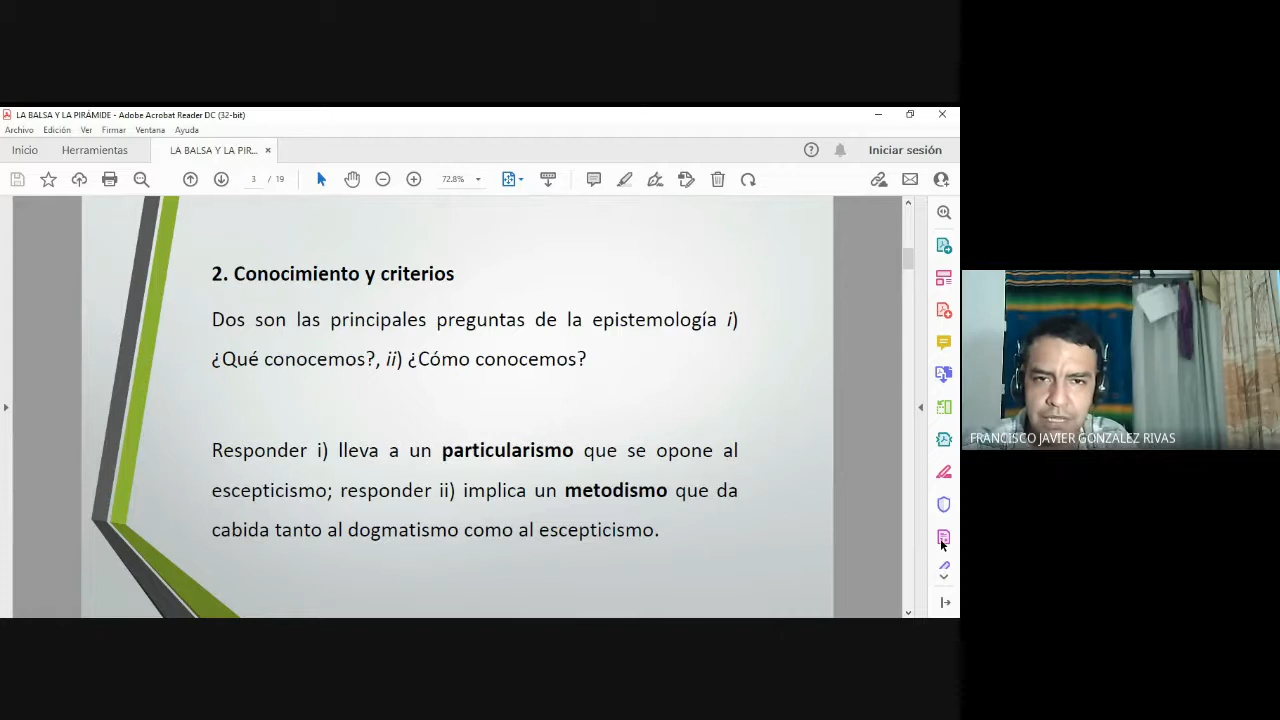 LA BALSA Y LA PIRÁMIDE - Adobe Acrobat Reader DC (32-bit)
Archivo Edición Ver Firmar Ventana Ayuda
Inicio Herramientas LA BALSA Y LA PIR... × Iniciar sesión
3 / 19 72.8%
2. Conocimiento y criterios
Dos son las principales preguntas de la epistemología i)
¿Qué conocemos?, ii) ¿Cómo conocemos?
Responder i) lleva a un particularismo que se opone al
escepticismo; responder ii) implica un metodismo que da
cabida tanto al dogmatismo como al escepticismo.
FRANCISCO JAVIER GONZALEZ RIVAS